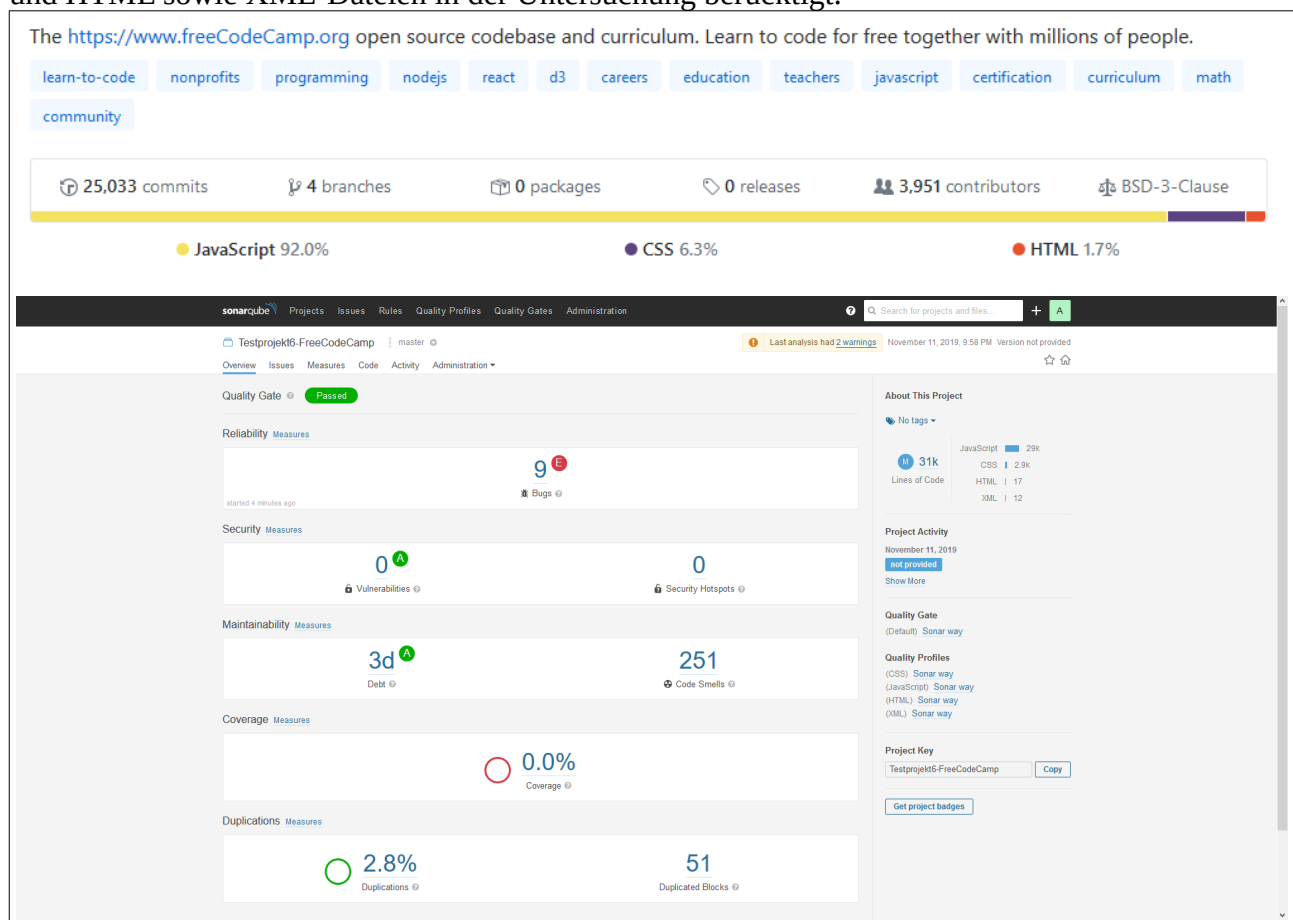 und HTML sowie XML-Dateien in der Untersuchung berücktigt.
The https://www.freeCodeCamp.org open source codebase and curriculum. Learn to code for free together with millions of people.
learn-to-code nonprofits programming nodejs react d3 careers education teachers javascript certification curriculum math
community
25,033 commits 4 branches 0 packages 0 releases 3,951 contributors BSD-3-Clause
JavaScript 92.0% CSS 6.3% HTML 1.7%
sonarqube Projects Issues Rules Quality Profiles Quality Gates Administration ? Search for projects and files... + A
Testprojekt6-FreeCodeCamp master Last analysis had 2 warnings November 11, 2019, 9:58 PM Version not provided
Overview Issues Measures Code Activity Administration
Quality Gate ? Passed
Reliability Measures
9 E
Bugs ?
started 4 minutes ago
Security Measures
0 A 0
Vulnerabilities ? Security Hotspots ?
Maintainability Measures
3d A 251
Debt ? Code Smells ?
Coverage Measures
0.0%
Coverage ?
Duplications Measures
2.8% 51
Duplications ? Duplicated Blocks ?
About This Project
No tags
M 31k
Lines of Code
JavaScript 29k
CSS 2.9k
HTML 17
XML 12
Project Activity
November 11, 2019
not provided
Show More
Quality Gate
(Default) Sonar way
Quality Profiles
(CSS) Sonar way
(JavaScript) Sonar way
(HTML) Sonar way
(XML) Sonar way
Project Key
Testprojekt6-FreeCodeCamp Copy
Get project badges